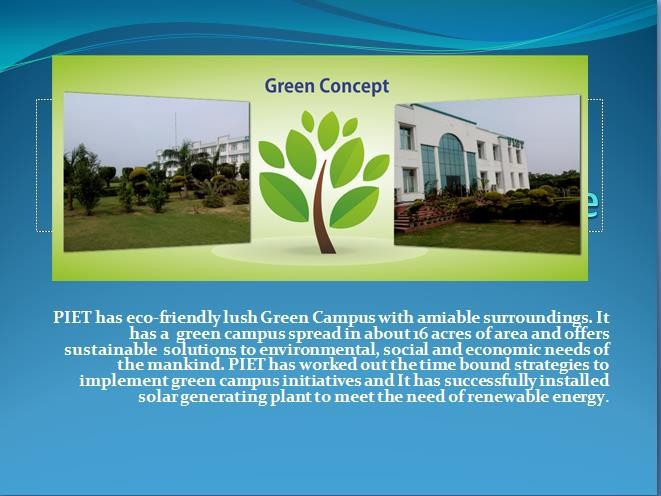 Green Concept
PIET
e
PIET has eco-friendly lush Green Campus with amiable surroundings. It
has a green campus spread in about 16 acres of area and offers
sustainable solutions to environmental, social and economic needs of
the mankind. PIET has worked out the time bound strategies to
implement green campus initiatives and It has successfully installed
solar generating plant to meet the need of renewable energy.